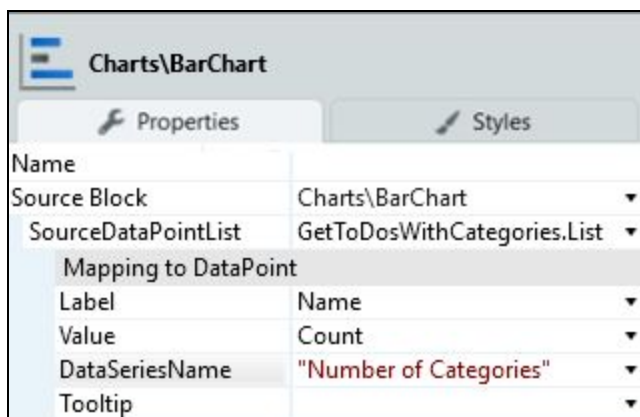 Charts\BarChart
Properties Styles
Name
Source Block Charts\BarChart
SourceDataPointList GetToDosWithCategories.List
Mapping to DataPoint
Label Name
Value Count
DataSeriesName "Number of Categories"
Tooltip